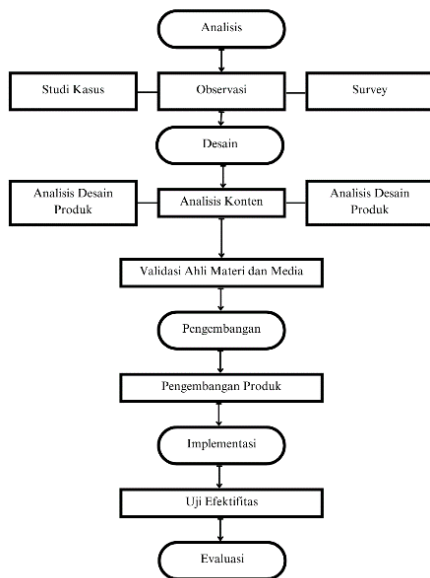 Analisis
Studi Kasus
Observasi
Survey
Desain
Analisis Desain
Produk
Analisis Konten
Analisis Desain
Produk
Validasi Ahli Materi dan Media
Pengembangan
Pengembangan Produk
Implementasi
Uji Efektifitas
Evaluasi